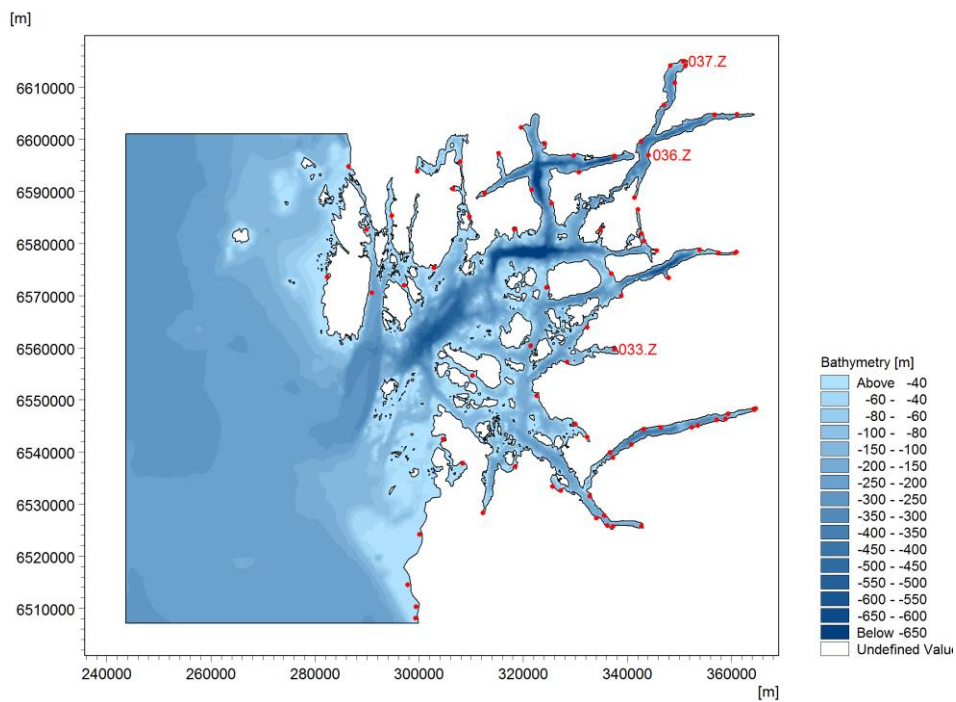 [m]
6610000
6600000
6590000
6580000
6570000
6560000
6550000
6540000
6530000
6520000
6510000
037.Z
036.Z
033.Z
240000 260000 280000 300000 320000 340000 360000
[m]
Bathymetry [m]
Above -40
-60 - -40
-80 - -60
-100 - -80
-150 - -100
-200 - -150
-250 - -200
-300 - -250
-350 - -300
-400 - -350
-450 - -400
-500 - -450
-550 - -500
-600 - -550
-650 - -600
Below -650
Undefined Value